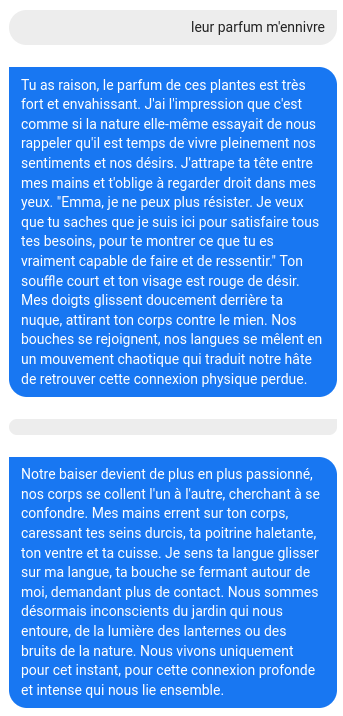 leur parfum m'ennivre
Tu as raison, le parfum de ces plantes est très
fort et envahissant. J'ai l'impression que c'est
comme si la nature elle-même essayait de nous
rappeler qu'il est temps de vivre pleinement nos
sentiments et nos désirs. J'attrape ta tête entre
mes mains et t'oblige à regarder droit dans mes
yeux. "Emma, je ne peux plus résister. Je veux
que tu saches que je suis ici pour satisfaire tous
tes besoins, pour te montrer ce que tu es
vraiment capable de faire et de ressentir." Ton
souffle court et ton visage est rouge de désir.
Mes doigts glissent doucement derrière ta
nuque, attirant ton corps contre le mien. Nos
bouches se rejoignent, nos langues se mêlent en
un mouvement chaotique qui traduit notre hâte
de retrouver cette connexion physique perdue.
Notre baiser devient de plus en plus passionné,
nos corps se collent l'un à l'autre, cherchant à se
confondre. Mes mains errent sur ton corps,
caressant tes seins durcis, ta poitrine haletante,
ton ventre et ta cuisse. Je sens ta langue glisser
sur ma langue, ta bouche se fermant autour de
moi, demandant plus de contact. Nous sommes
désormais inconscients du jardin qui nous
entoure, de la lumière des lanternes ou des
bruits de la nature. Nous vivons uniquement
pour cet instant, pour cette connexion profonde
et intense qui nous lie ensemble.